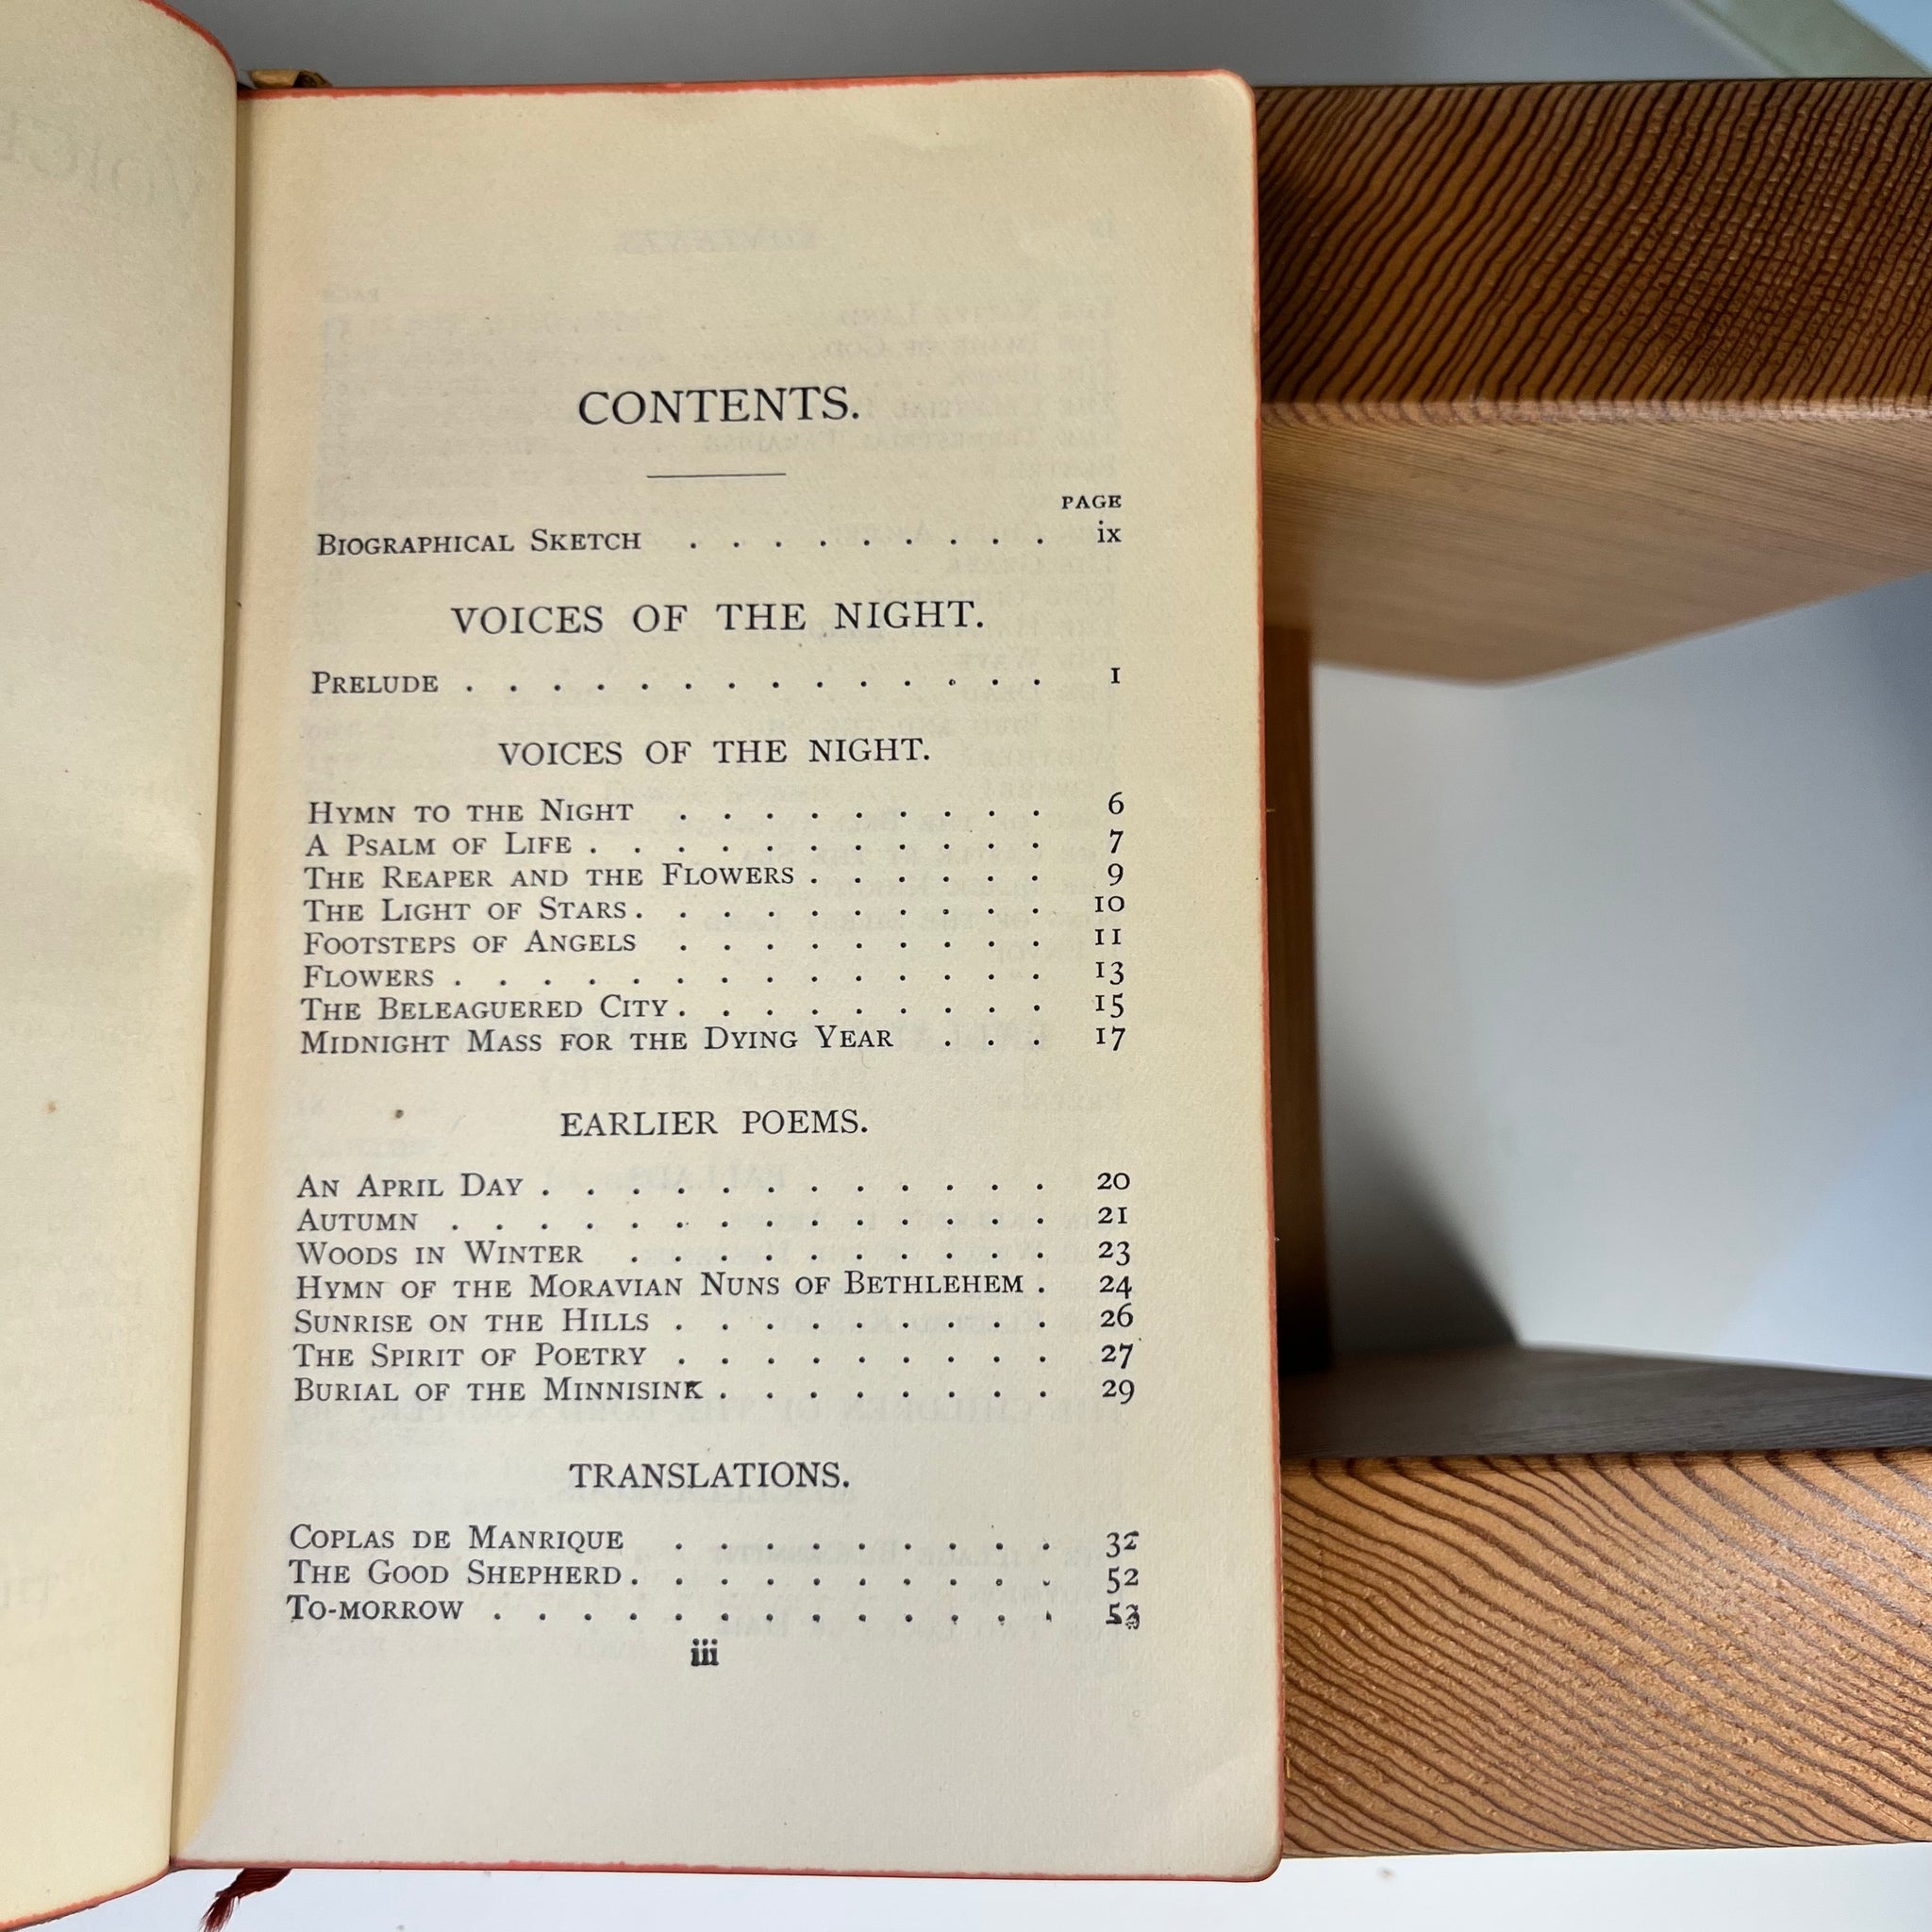 CONTENTS.
PAGE
BIOGRAPHICAL SKETCH . . . . . . . . . ix
VOICES OF THE NIGHT.
PRELUDE . . . . . . . . . . . . . . 1
VOICES OF THE NIGHT.
HYMN TO THE NIGHT . . . . . . . . . 6
A PSALM OF LIFE . . . . . . . . . . . 7
THE REAPER AND THE FLOWERS . . . . . . 9
THE LIGHT OF STARS . . . . . . . . . . 10
FOOTSTEPS OF ANGELS . . . . . . . . . 11
FLOWERS . . . . . . . . . . . . . . 13
THE BELEAGUERED CITY . . . . . . . . . 15
MIDNIGHT MASS FOR THE DYING YEAR . . . 17
EARLIER POEMS.
AN APRIL DAY . . . . . . . . . . . . 20
AUTUMN . . . . . . . . . . . . . . 21
WOODS IN WINTER . . . . . . . . . . 23
HYMN OF THE MORAVIAN NUNS OF BETHLEHEM . 24
SUNRISE ON THE HILLS . . . . . . . . . 26
THE SPIRIT OF POETRY . . . . . . . . . 27
BURIAL OF THE MINNISINK . . . . . . . . 29
TRANSLATIONS.
COPLAS DE MANRIQUE . . . . . . . . . 32
THE GOOD SHEPHERD . . . . . . . . . . 52
TO-MORROW . . . . . . . . . . . . . 53
iii